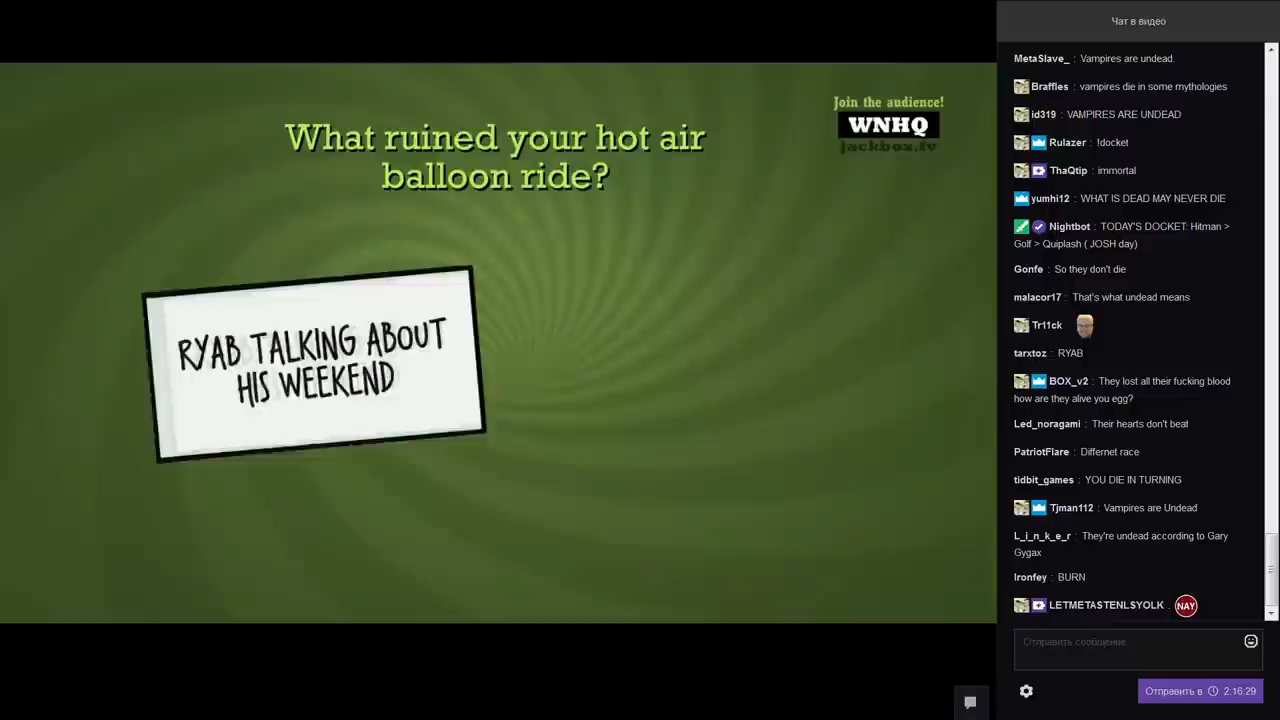 What ruined your hot air
balloon ride?
Join the audience!
WNHQ
jackbox.tv
RYAB TALKING ABOUT
HIS WEEKEND
Чат в видео
MetaSlave_ : Vampires are undead.
Braffles : vampires die in some mythologies
id319 : VAMPIRES ARE UNDEAD
Rulazer : !docket
ThaQtip : immortal
yumhi12 : WHAT IS DEAD MAY NEVER DIE
Nightbot : TODAY'S DOCKET: Hitman >
Golf > Quiplash ( JOSH day)
Gonfe : So they don't die
malacor17 : That's what undead means
Tr11ck
tarxtoz : RYAB
BOX_v2 : They lost all their fucking blood
how are they alive you egg?
Led_noragami : Their hearts don't beat
PatriotFlare : Differnet race
tidbit_games : YOU DIE IN TURNING
Tjman112 : Vampires are Undead
L_i_n_k_e_r : They're undead according to Gary
Gygax
Ironfey : BURN
LETMETASTENLSYOLK : NAY
Отправить сообщение
Отправить в 2:16:29